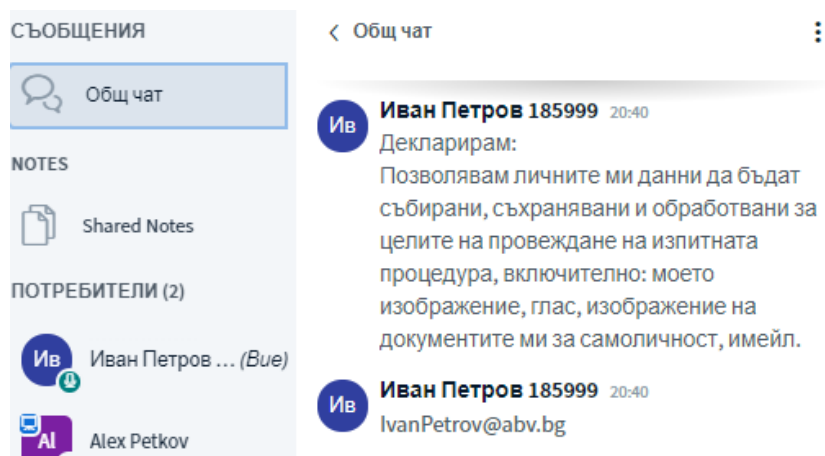 СЪОБЩЕНИЯ
Общ чат
NOTES
Shared Notes
ПОТРЕБИТЕЛИ (2)
Ив
Иван Петров ... (Вие)
Al
Alex Petkov
Общ чат
Ив
Иван Петров 185999 20:40
Декларирам:
Позволявам личните ми данни да бъдат
събирани, съхранявани и обработвани за
целите на провеждане на изпитната
процедура, включително: моето
изображение, глас, изображение на
документите ми за самоличност, имейл.
Ив
Иван Петров 185999 20:40
IvanPetrov@abv.bg